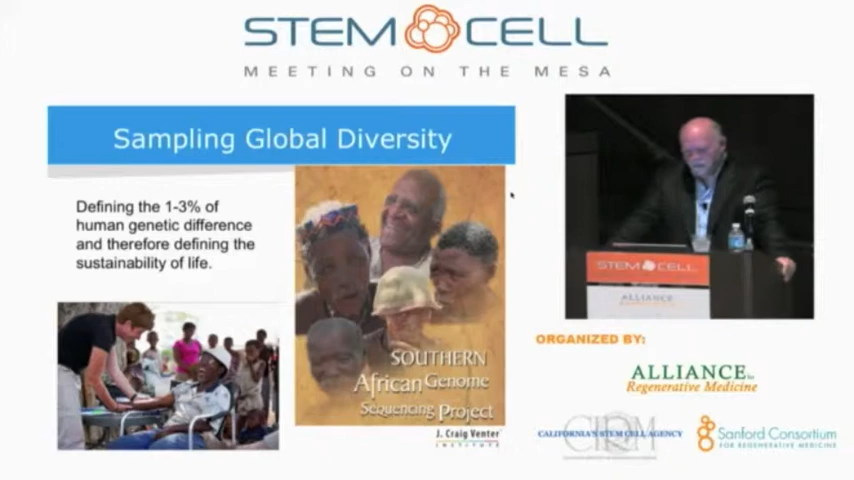 STEM CELL
MEETING ON THE MESA
Sampling Global Diversity
Defining the 1-3% of
human genetic difference
and therefore defining the
sustainability of life.
SOUTHERN
African Genome
Sequencing Project
J. Craig Venter
INSTITUTE
STEM CELL
ALLIANCE
ORGANIZED BY:
ALLIANCE for
Regenerative Medicine
CIRM
CALIFORNIA'S STEM CELL AGENCY
Sanford Consortium
FOR REGENERATIVE MEDICINE